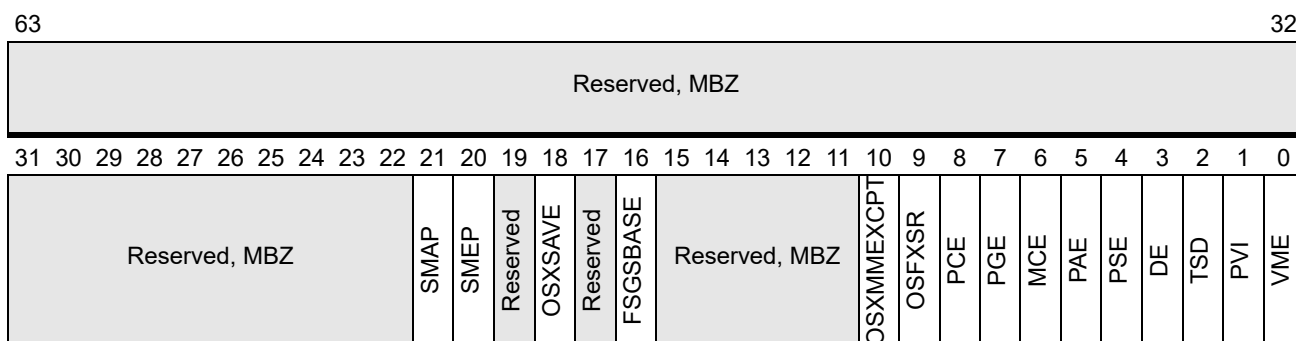 63 32
Reserved, MBZ
31 30 29 28 27 26 25 24 23 22 21 20 19 18 17 16 15 14 13 12 11 10 9 8 7 6 5 4 3 2 1 0
Reserved, MBZ SMAP SMEP Reserved OSXSAVE Reserved FSGSBASE Reserved, MBZ OSXMMEXCPT OSFXSR PCE PGE MCE PAE PSE DE TSD PVI VME